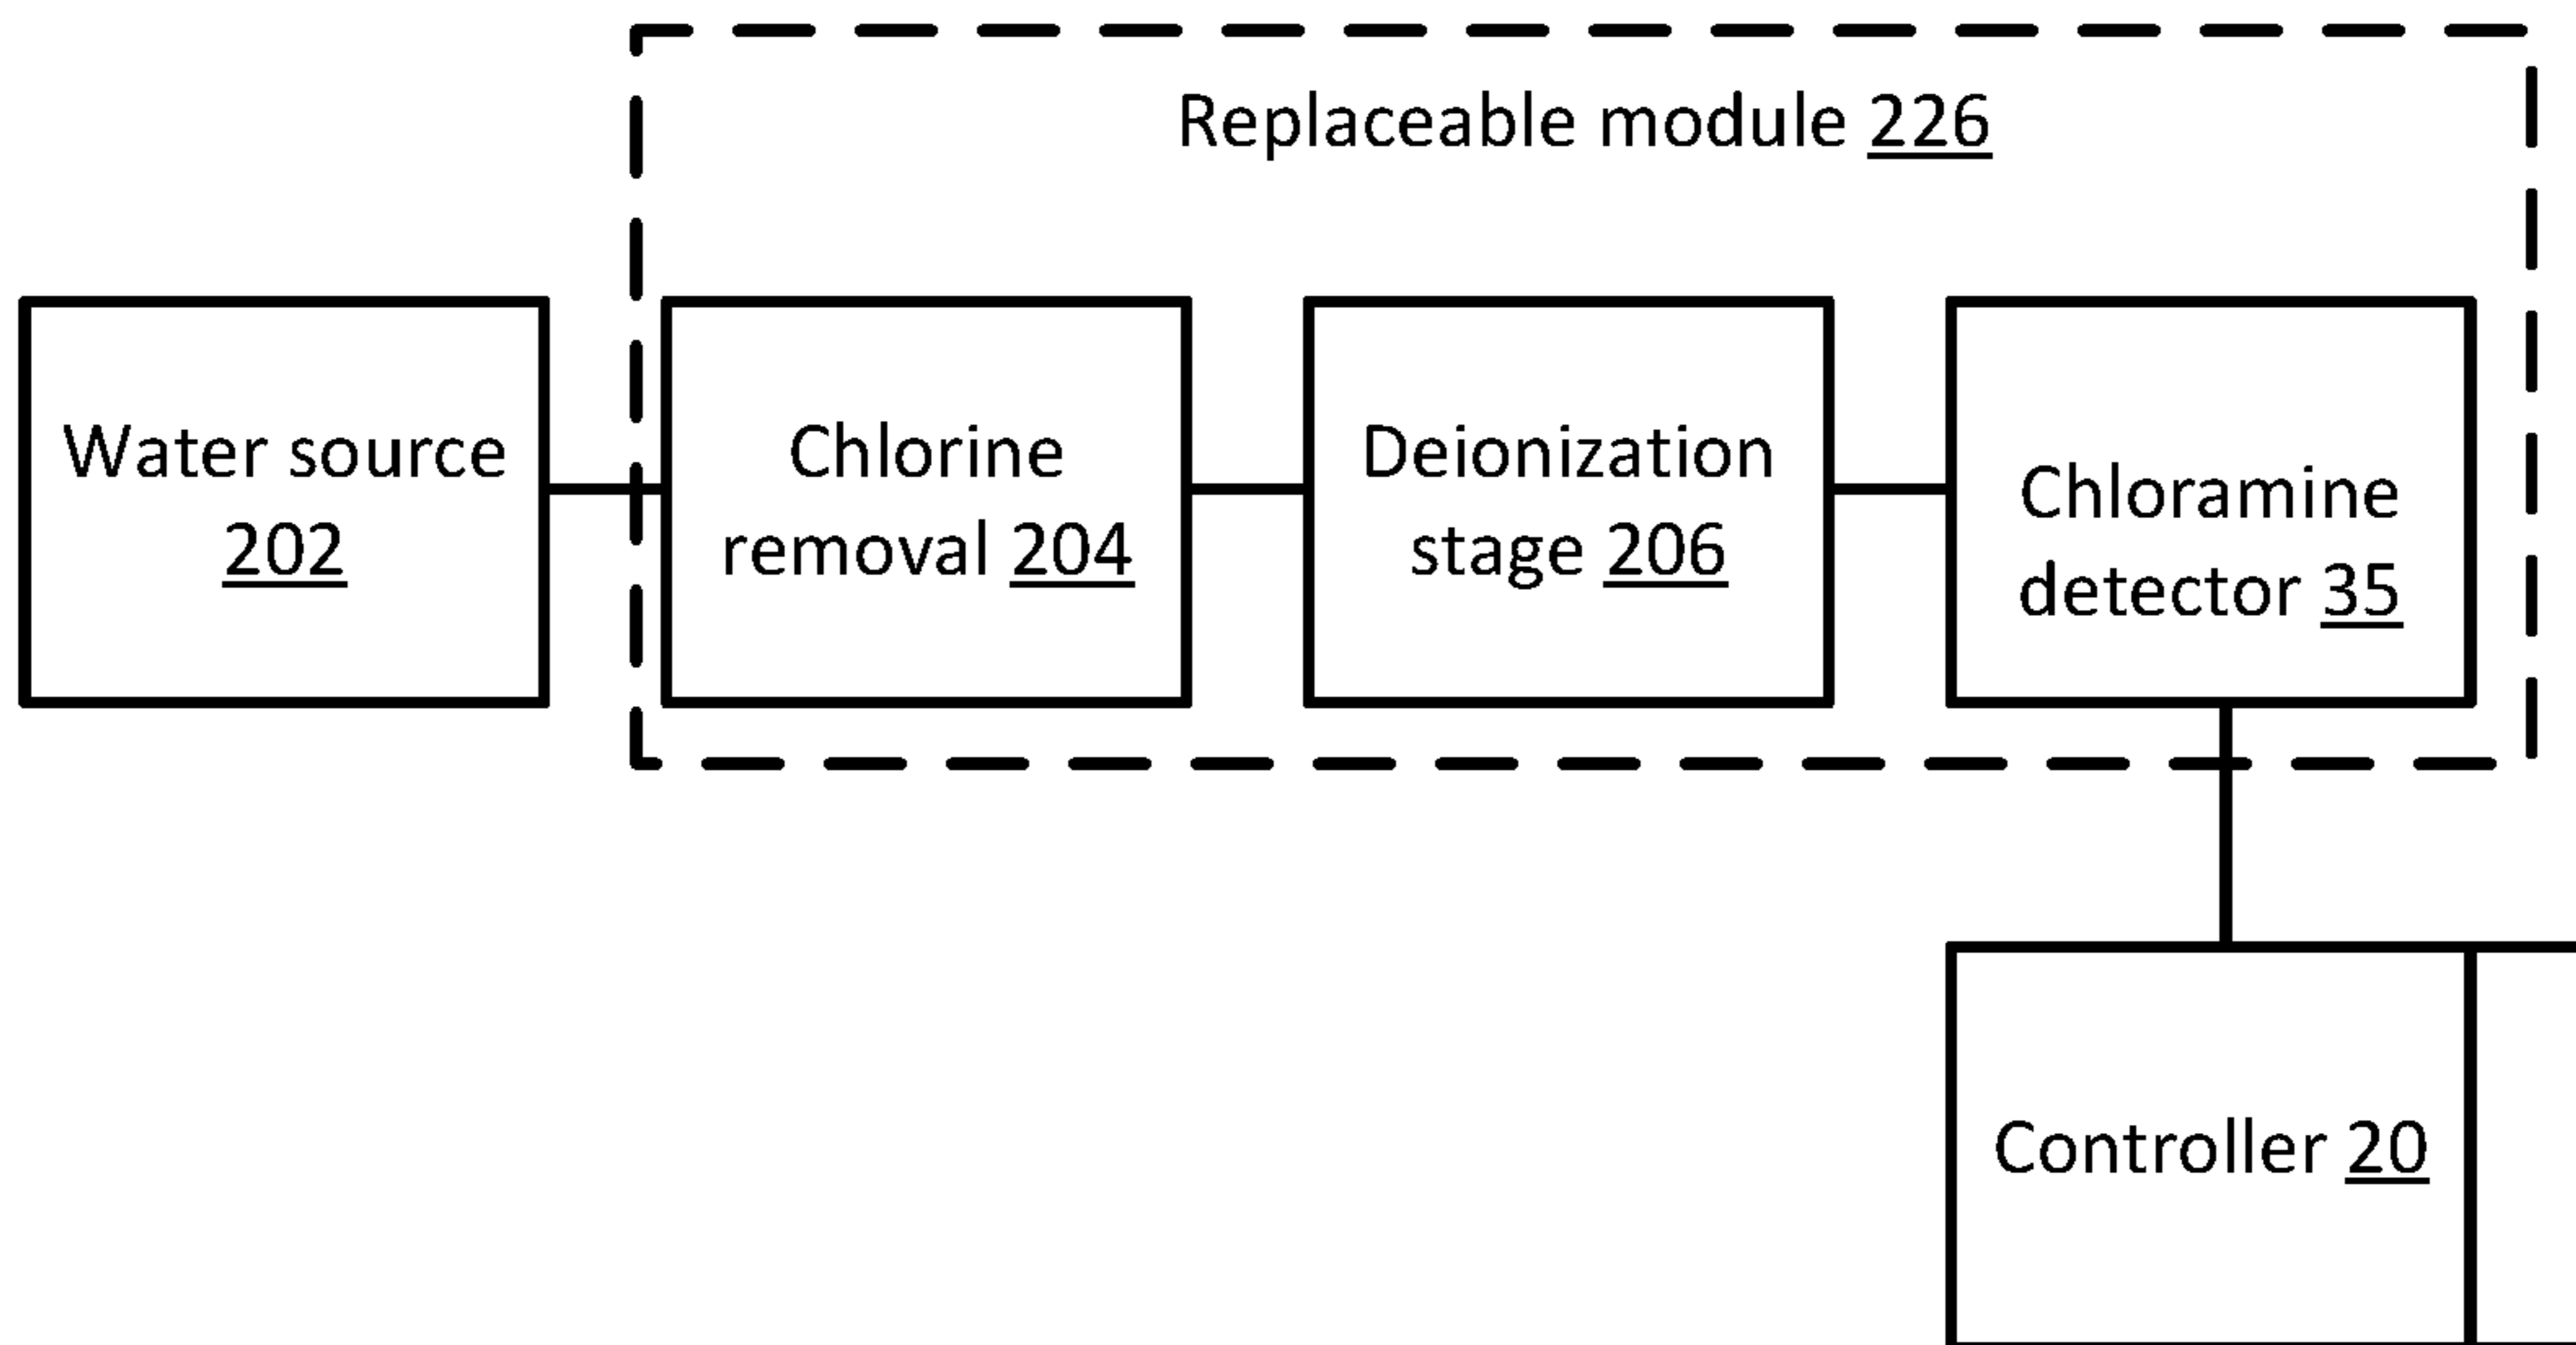 Replaceable module 226
Water source
202
Chlorine
removal 204
Deionization
stage 206
Chloramine
detector 35
Controller 20